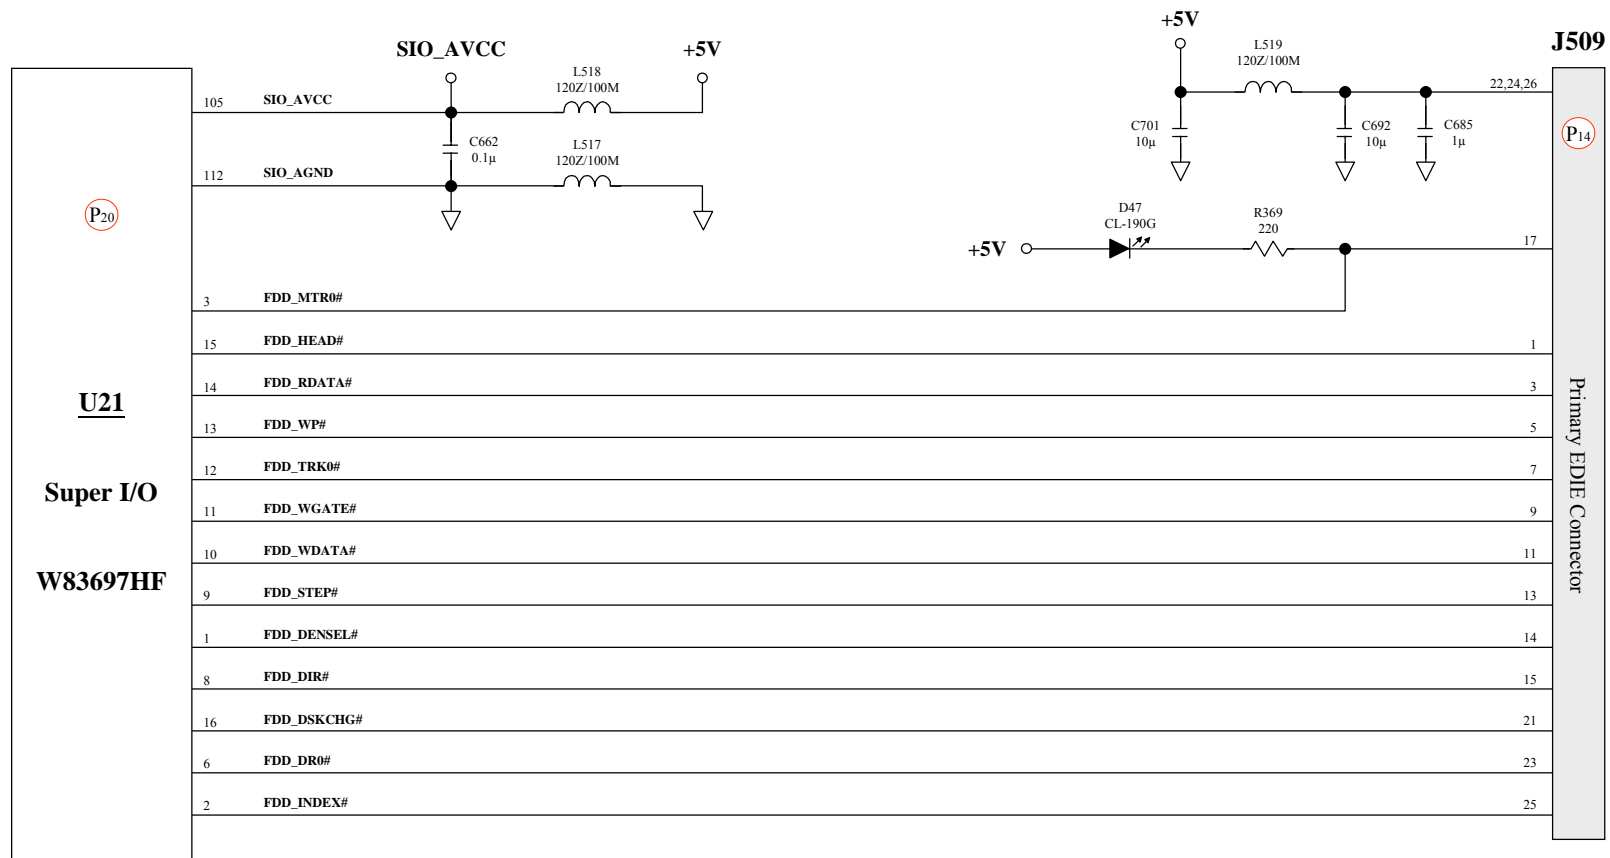 +5V
J509
SIO_AVCC
+5V
L519
120Z/100M
L518
120Z/100M
22,24,26
105 SIO_AVCC
C701
10µ
C692
10µ
C685
1µ
P14
C662
0.1µ
L517
120Z/100M
112 SIO_AGND
P20
D47
CL-190G
R369
220
+5V
17
3 FDD_MTR0#
15 FDD_HEAD# 1
14 FDD_RDATA# 3
U21
13 FDD_WP# 5
12 FDD_TRK0# 7
Super I/O
11 FDD_WGATE# 9
10 FDD_WDATA# 11
W83697HF
9 FDD_STEP# 13
1 FDD_DENSEL# 14
8 FDD_DIR# 15
16 FDD_DSKCHG# 21
6 FDD_DR0# 23
2 FDD_INDEX# 25
Primary EDIE Connector